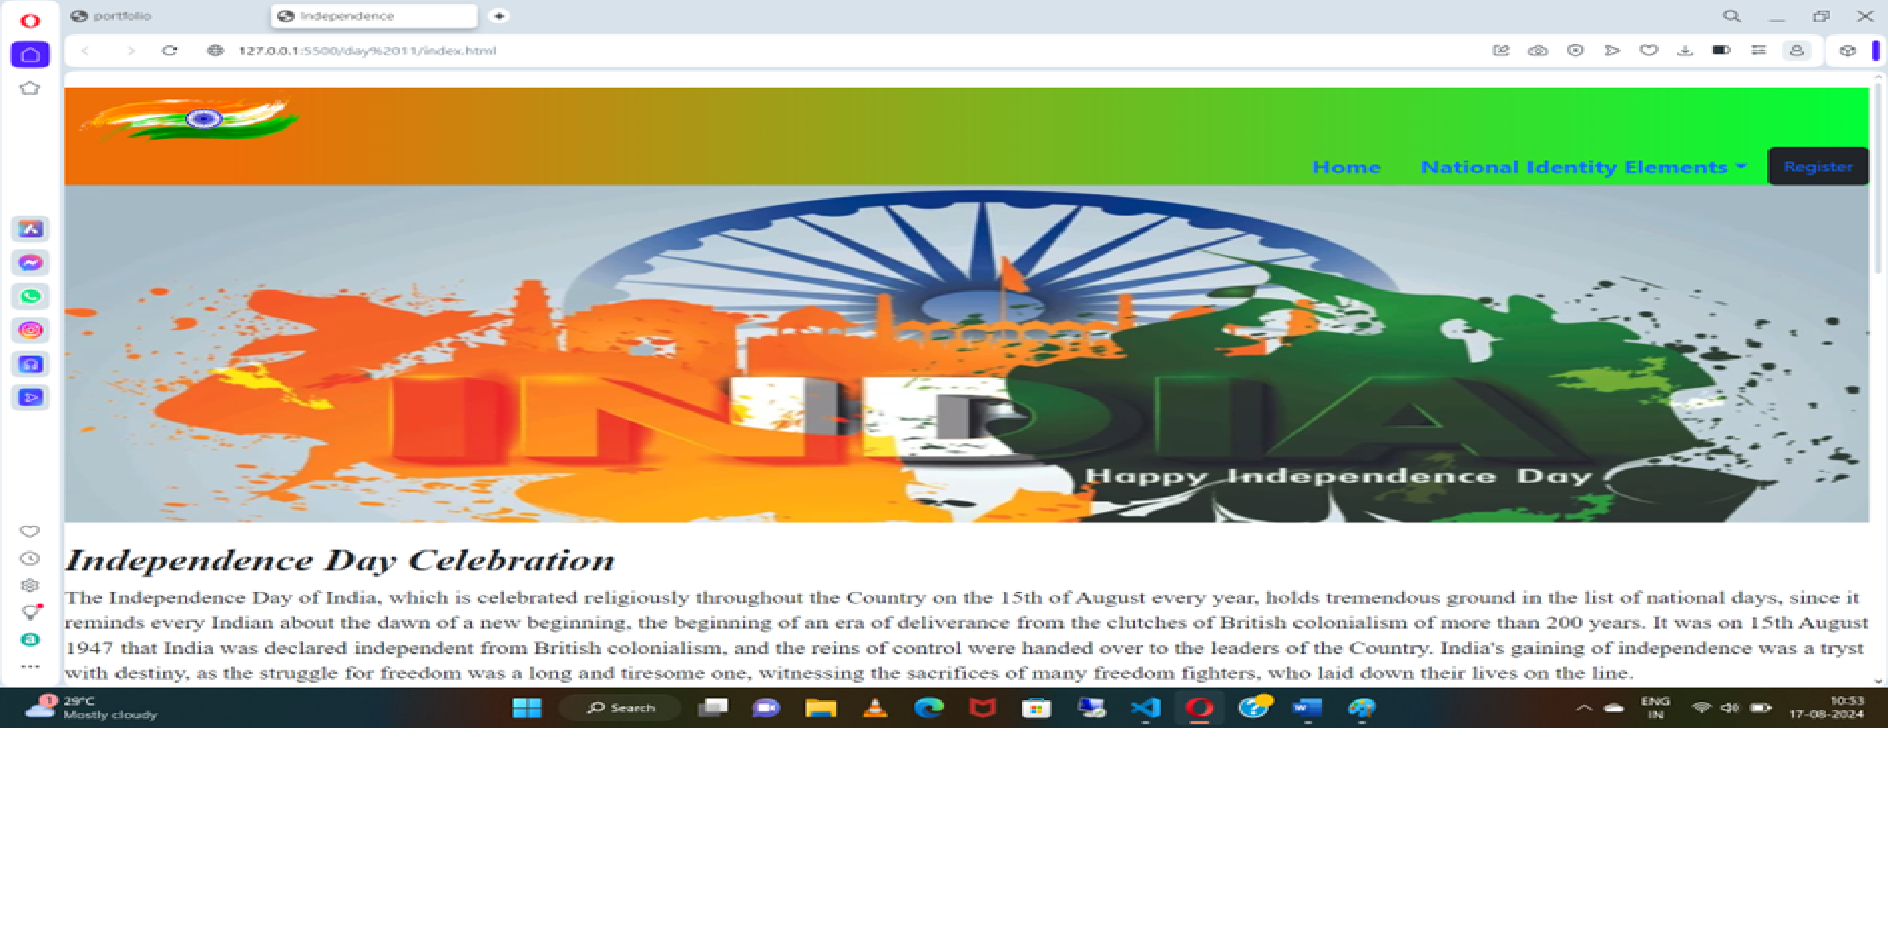 portfolio
Independence
127.0.0.1:5500/day%2011/index.html
Home National Identity Elements Register
INDIA
Happy Independence Day
Independence Day Celebration
The Independence Day of India, which is celebrated religiously throughout the Country on the 15th of August every year, holds tremendous ground in the list of national days, since it
reminds every Indian about the dawn of a new beginning, the beginning of an era of deliverance from the clutches of British colonialism of more than 200 years. It was on 15th August
1947 that India was declared independent from British colonialism, and the reins of control were handed over to the leaders of the Country. India's gaining of independence was a tryst
with destiny, as the struggle for freedom was a long and tiresome one, witnessing the sacrifices of many freedom fighters, who laid down their lives on the line.
1
29°C
Mostly cloudy
Search
ENG
IN
10:53
17-08-2024